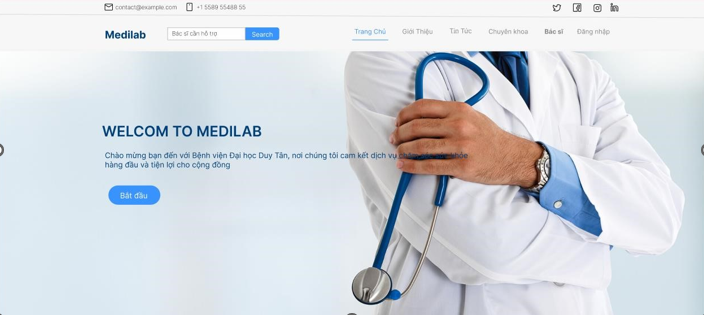 contact@example.com +1 5589 55488 55
Medilab
Bác sĩ cần hỗ trợ
Search
Trang Chủ Giới Thiệu Tin Tức Chuyên khoa Bác sĩ Đăng nhập
WELCOM TO MEDILAB
Chào mừng bạn đến với Bệnh viện Đại học Duy Tân, nơi chúng tôi cam kết dịch vụ
hàng đầu và tiện lợi cho cộng đồng
Bắt đầu